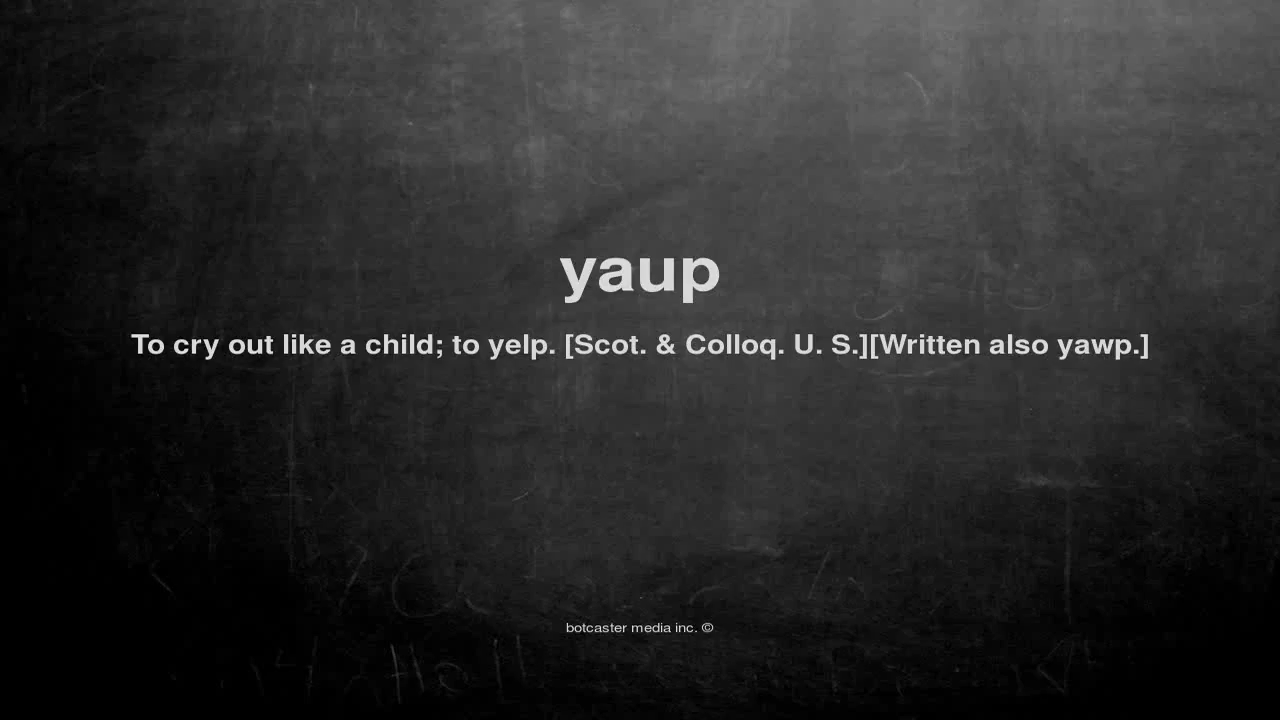 yaup
To cry out like a child; to yelp. [Scot. & Colloq. U. S.][Written also yawp.]
botcaster media inc. ©